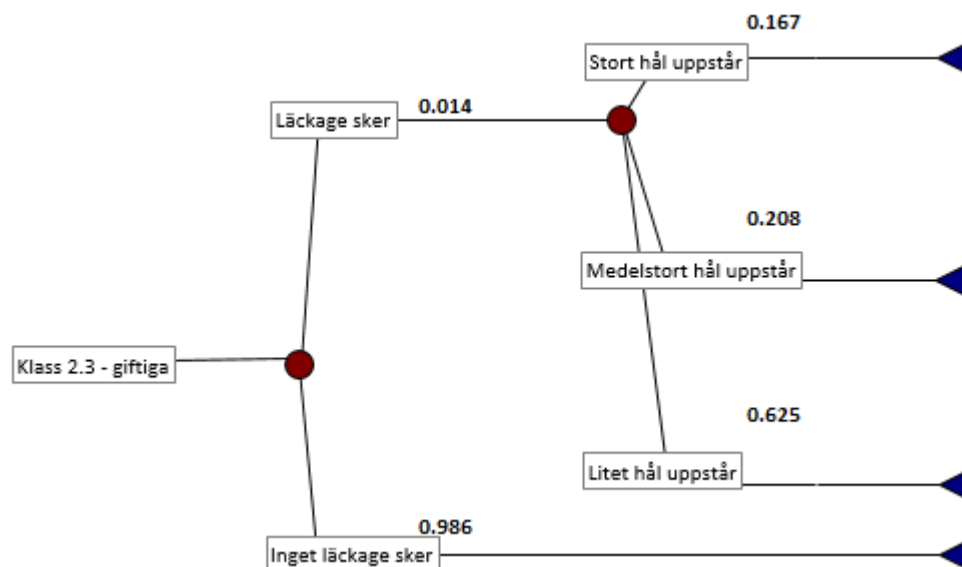 0.167
Stort hål uppstår
Läckage sker
0.014
0.208
Medelstort hål uppstår
Klass 2.3 - giftiga
0.625
Litet hål uppstår
0.986
Inget läckage sker